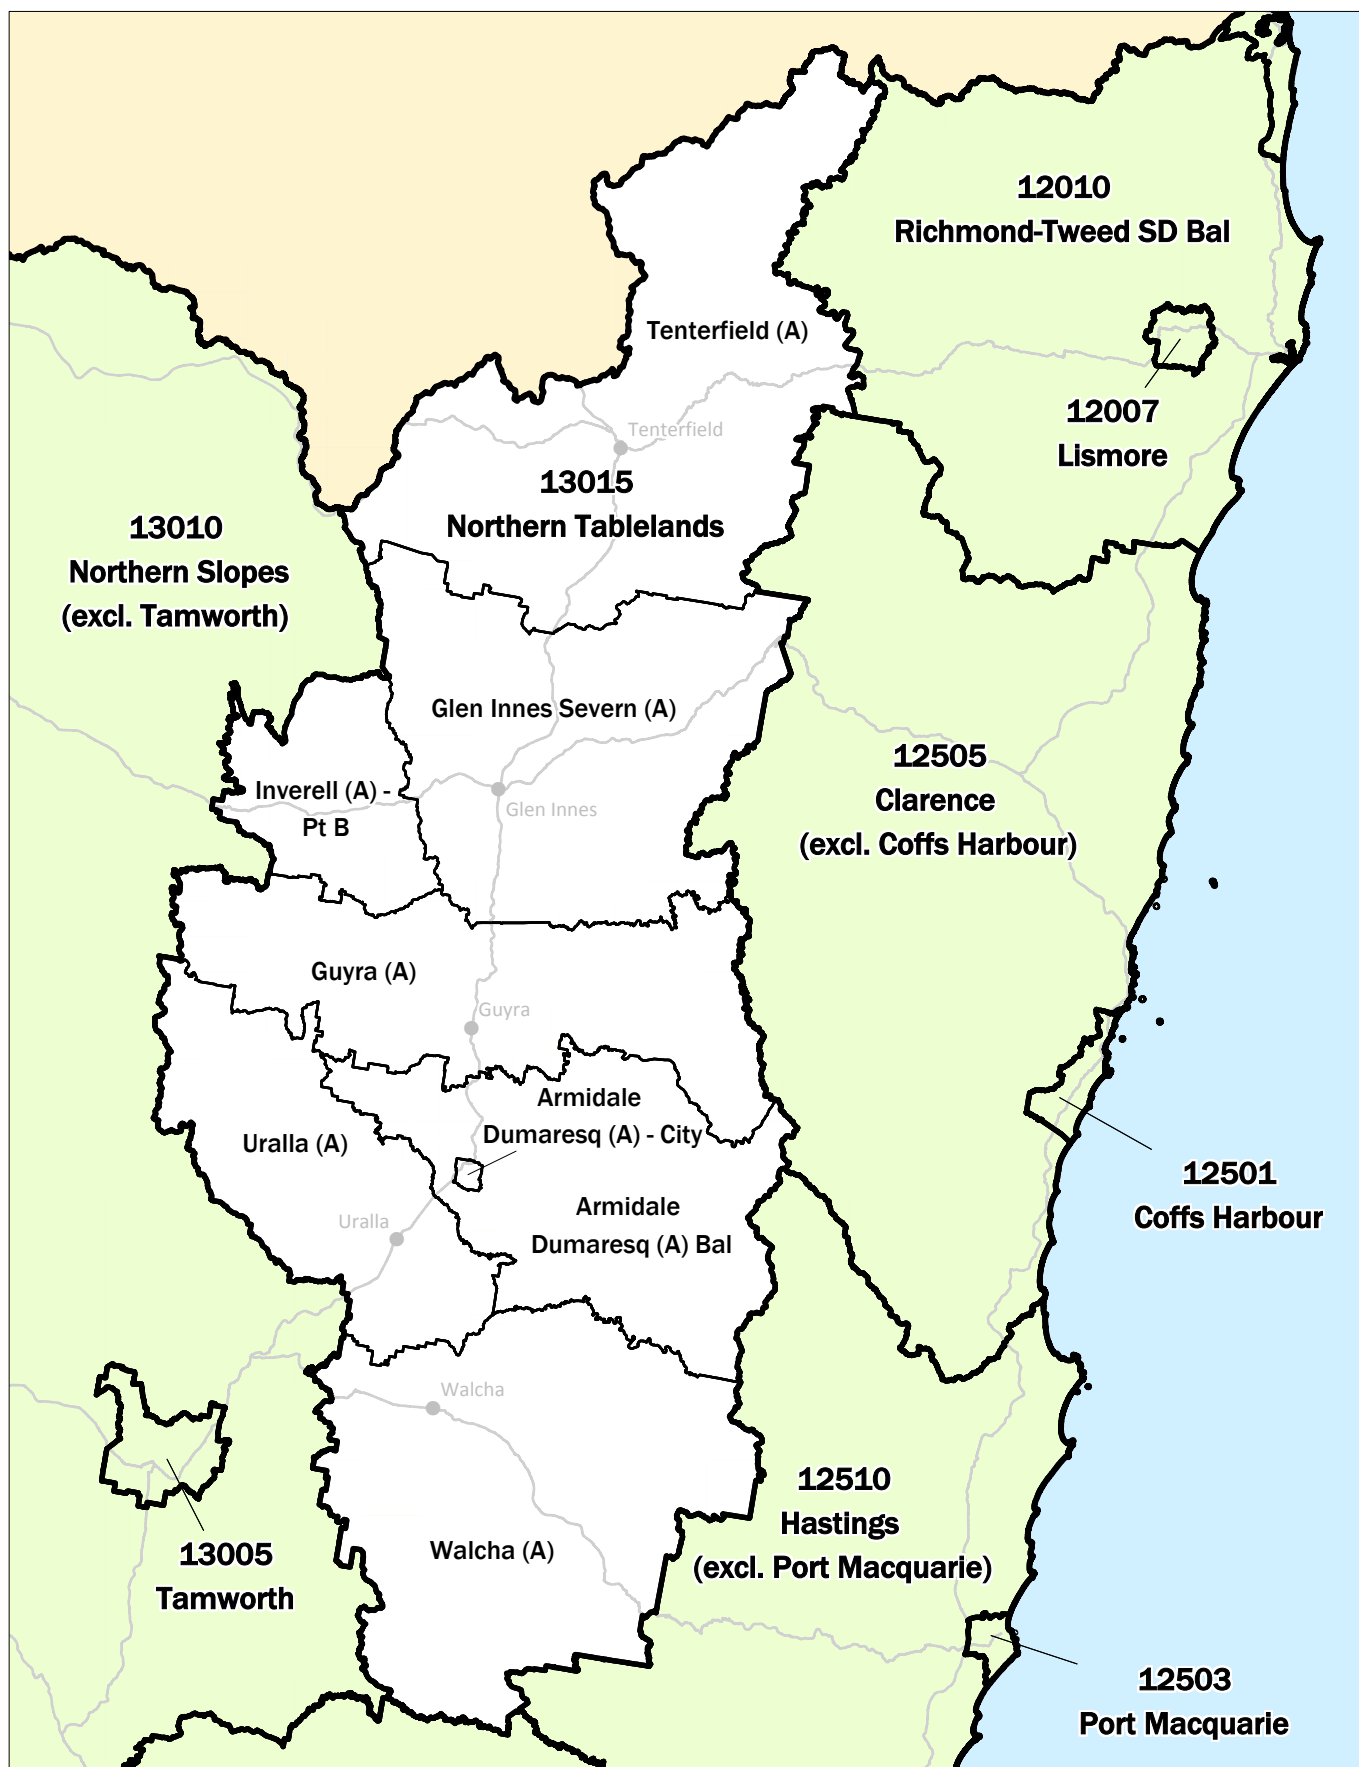 12010
Richmond-Tweed SD Bal
Tenterfield (A)
12007
Lismore
Tenterfield
13015
Northern Tablelands
13010
Northern Slopes
(excl. Tamworth)
Glen Innes Severn (A)
12505
Clarence
(excl. Coffs Harbour)
Inverell (A) -
Pt B
Glen Innes
Guyra (A)
Guyra
Armidale
Dumaresq (A) - City
Uralla (A)
12501
Coffs Harbour
Armidale
Dumaresq (A) Bal
Uralla
Walcha
12510
Hastings
(excl. Port Macquarie)
Walcha (A)
13005
Tamworth
12503
Port Macquarie